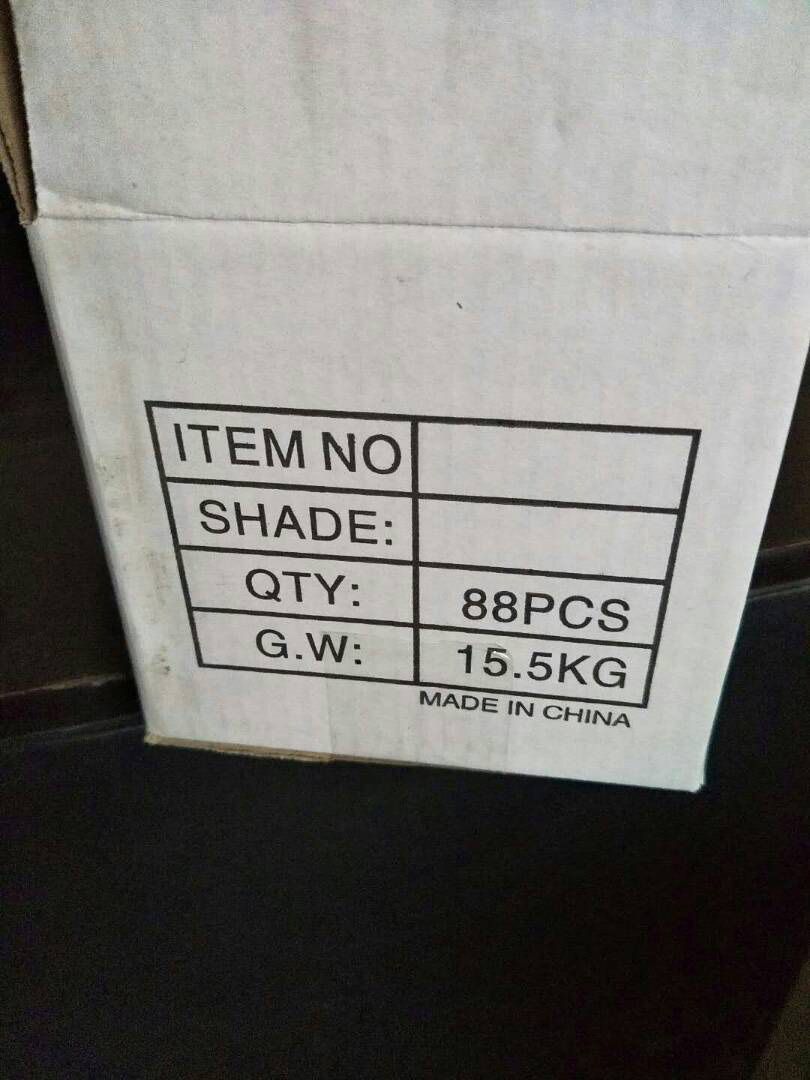 ITEM NO
SHADE:
QTY: 88PCS
G.W: 15.5KG
MADE IN CHINA